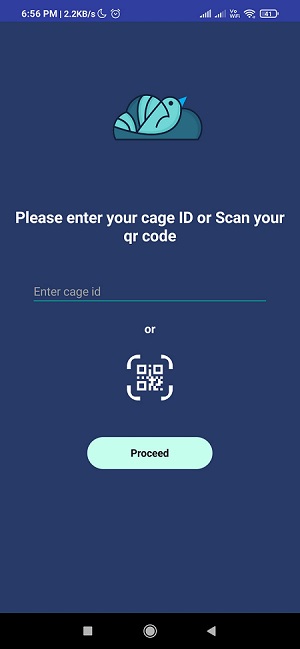 6:56 PM | 2.2KB/s Vo WiFi 41
Please enter your cage ID or Scan your
qr code
Enter cage id
or
Proceed